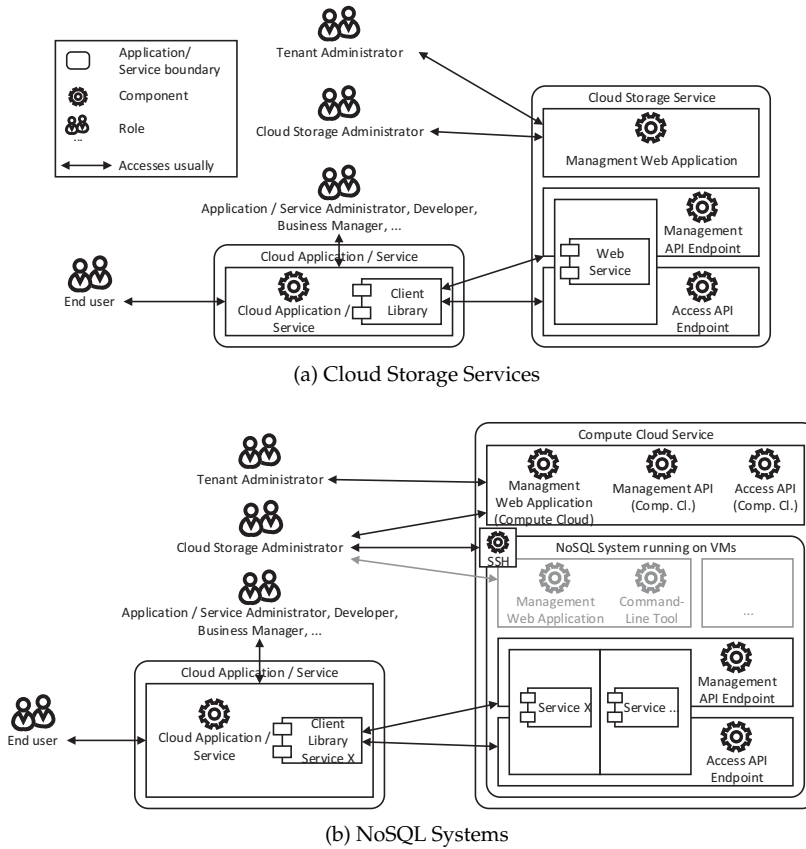 Application/
Service boundary
Component
Role
...
Accesses usually
Tenant Administrator
Cloud Storage Administrator
Application / Service Administrator, Developer,
Business Manager, ...
End user
Cloud Application / Service
Cloud Application /
Service
Client
Library
Cloud Storage Service
Managment Web Application
Management
API Endpoint
Web
Service
Access API
Endpoint
(a) Cloud Storage Services
Tenant Administrator
Cloud Storage Administrator
Application / Service Administrator, Developer,
Business Manager, ...
End user
Cloud Application / Service
Cloud Application /
Service
Client
Library
Service X
Compute Cloud Service
Managment
Web Application
(Compute Cloud)
Management API
(Comp. Cl.)
Access API
(Comp. Cl.)
SSH
NoSQL System running on VMs
Management
Web Application
Command-
Line Tool
...
Management
API Endpoint
Service X
Service ...
Access API
Endpoint
(b) NoSQL Systems